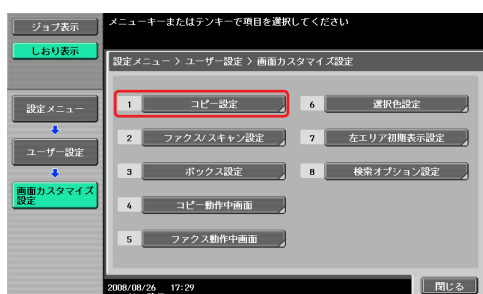 ジョブ表示
メニューキーまたはテンキーで項目を選択してください
しおり表示
設定メニュー > ユーザー設定 > 画面カスタマイズ設定
設定メニュー
ユーザー設定
画面カスタマイズ
設定
1 コピー設定
2 ファクス/スキャン設定
3 ボックス設定
4 コピー動作中画面
5 ファクス動作中画面
6 選択色設定
7 左エリア初期表示設定
8 検索オプション設定
2008/08/26 17:29
閉じる